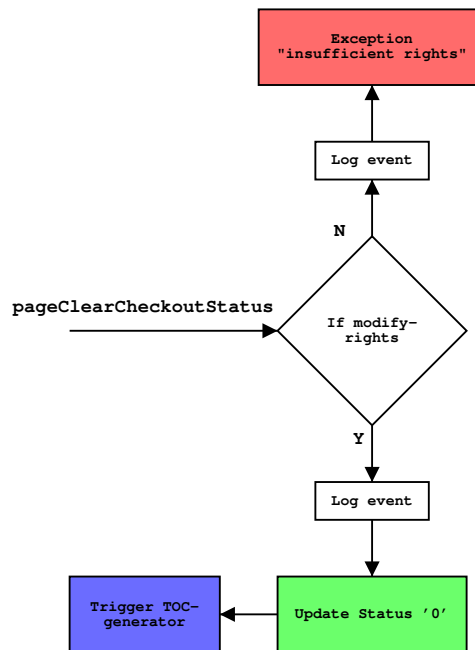 Exception
"insufficient rights"
Log event
N
pageClearCheckoutStatus
If modify-
rights
Y
Log event
Trigger TOC-
generator
Update Status '0'